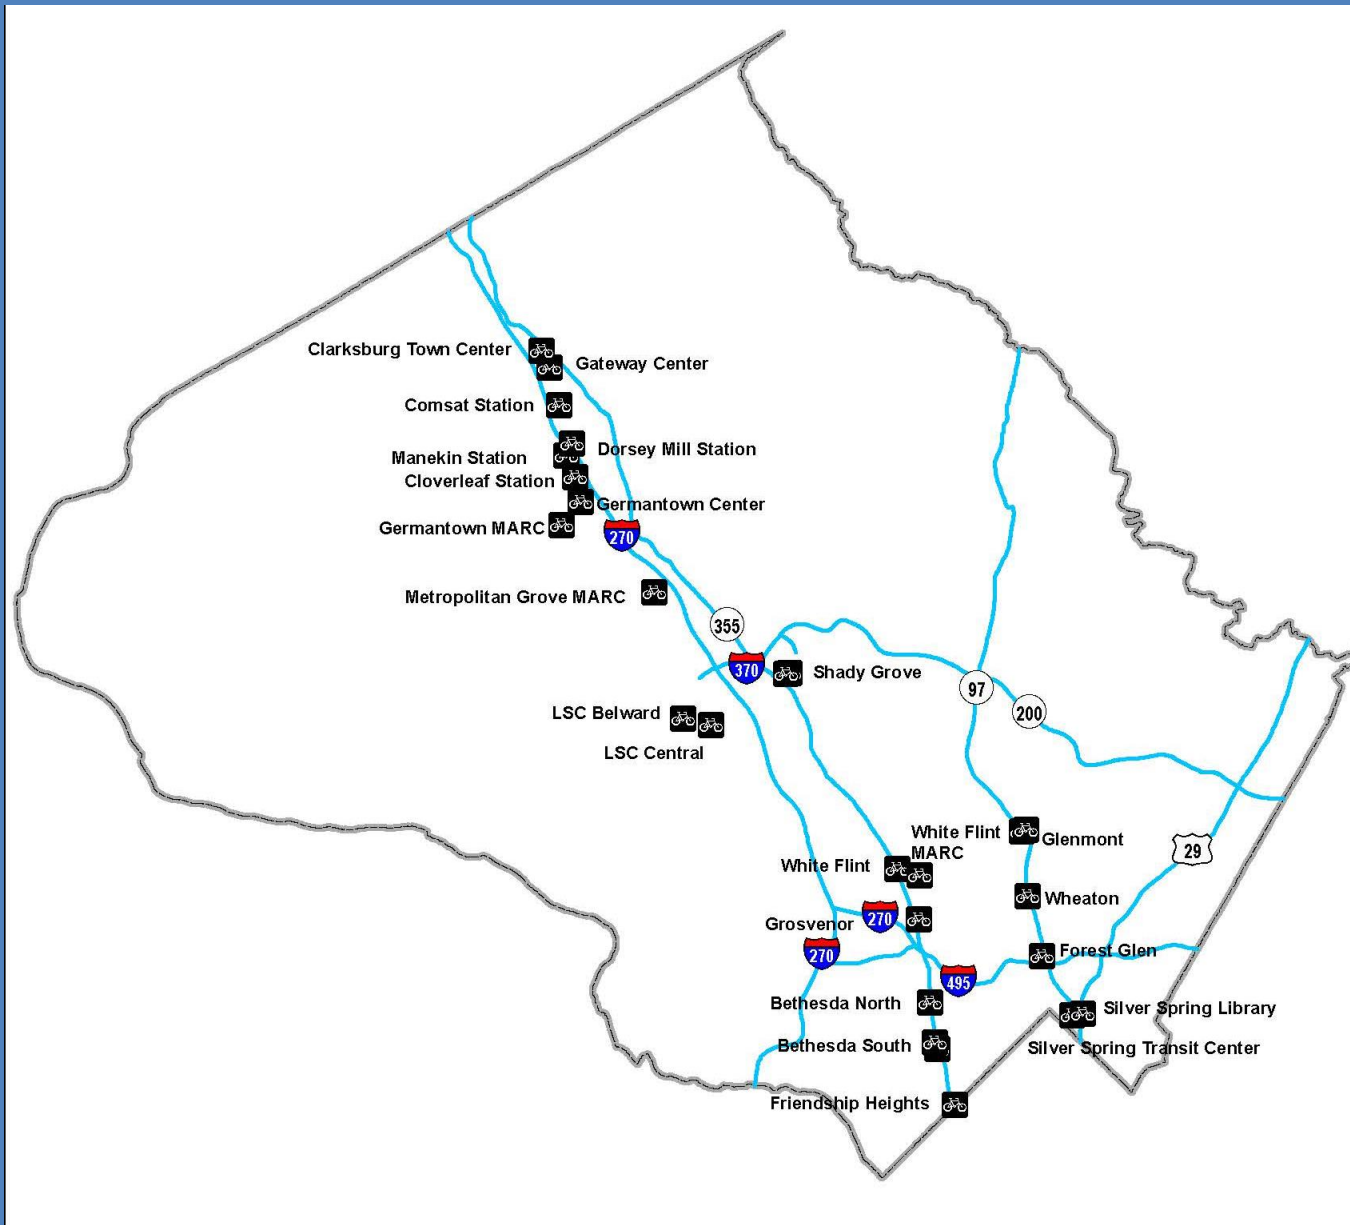 Clarksburg Town Center
Gateway Center
Comsat Station
Dorsey Mill Station
Manekin Station
Cloverleaf Station
Germantown Center
Germantown MARC
270
Metropolitan Grove MARC
355
370
Shady Grove
97
200
LSC Belward
LSC Central
White Flint
MARC
Glenmont
29
White Flint
Wheaton
Grosvenor
270
270
Forest Glen
495
Bethesda North
Silver Spring Library
Bethesda South
Silver Spring Transit Center
Friendship Heights